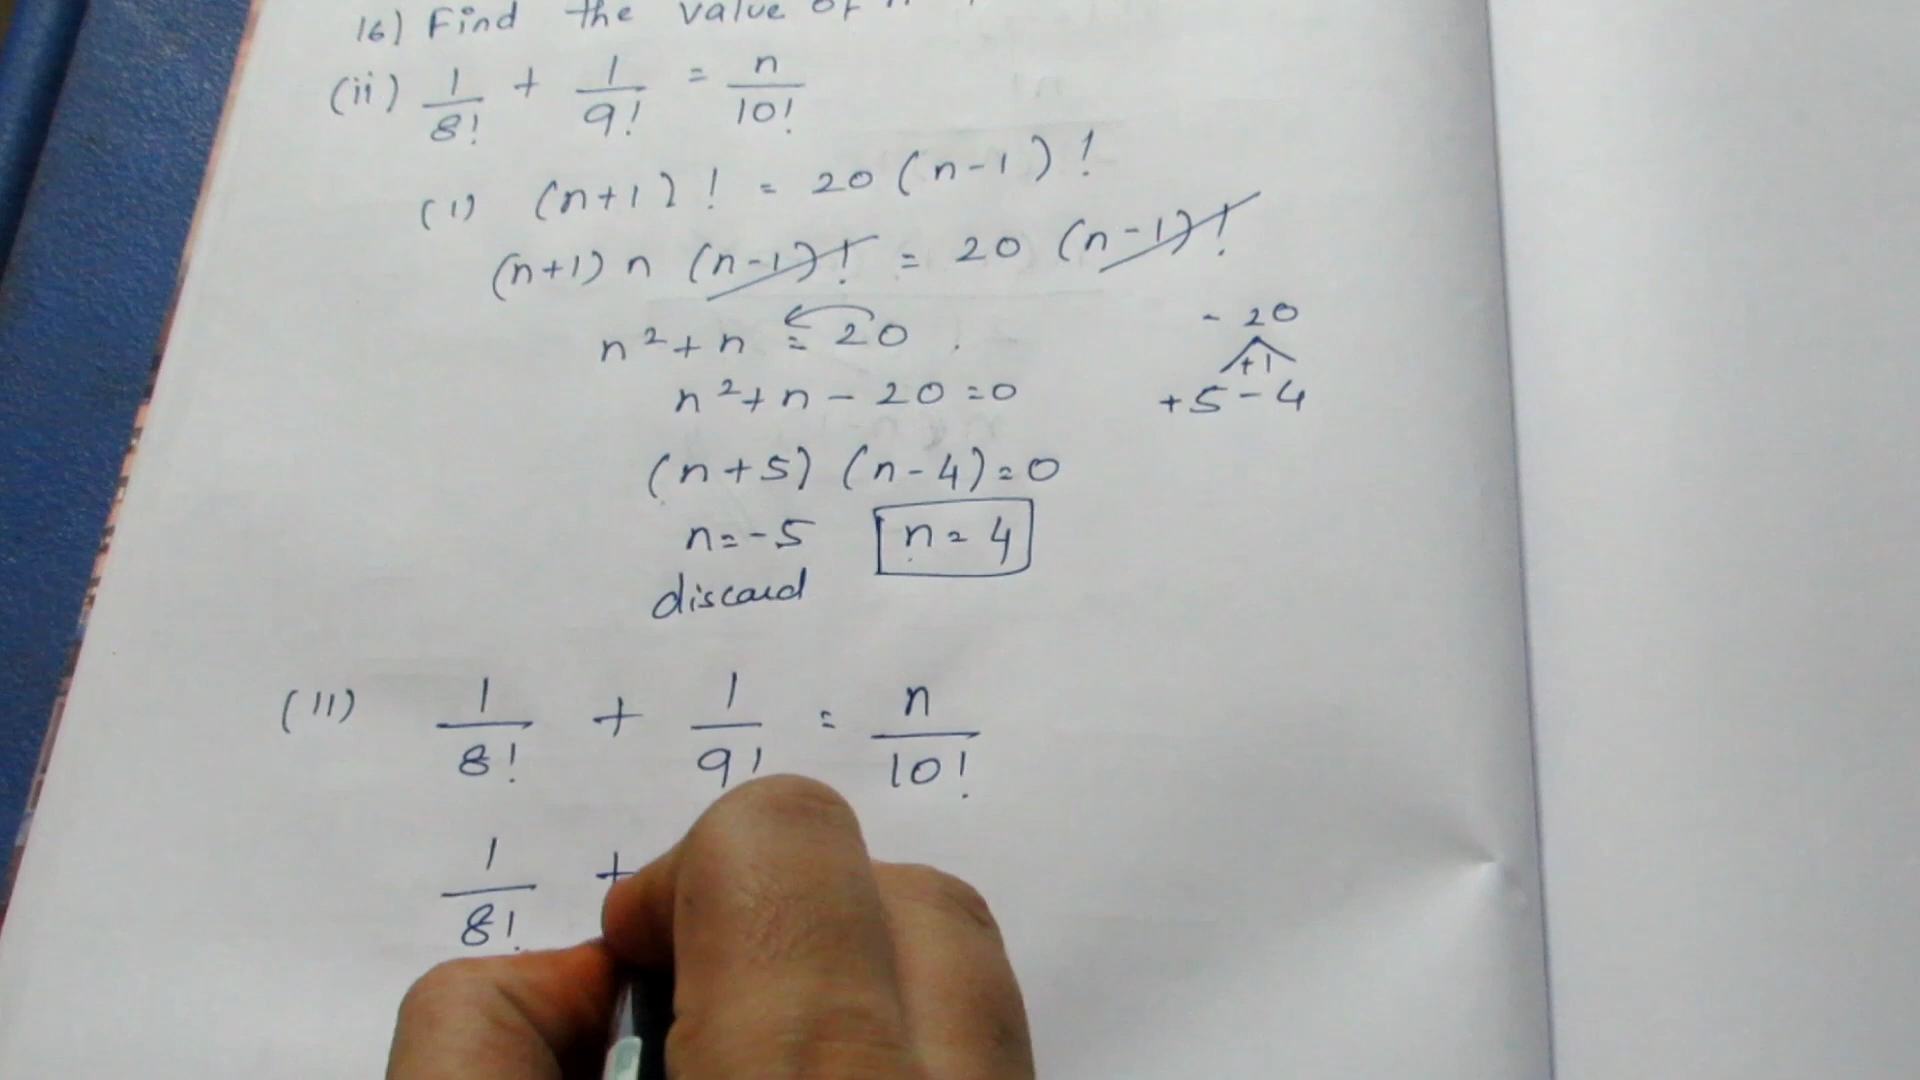 16) Find the value of n
(ii) 1/8! + 1/9! = n/10!
(i) (n+1)! = 20 (n-1)!
(n+1) n (n-1)! = 20 (n-1)!
n² + n = 20
n² + n - 20 = 0
(n+5) (n-4) = 0
n = -5 n = 4
discard
- 20
+1
+5 - 4
(ii) 1/8! + 1/9! = n/10!
1/8! +